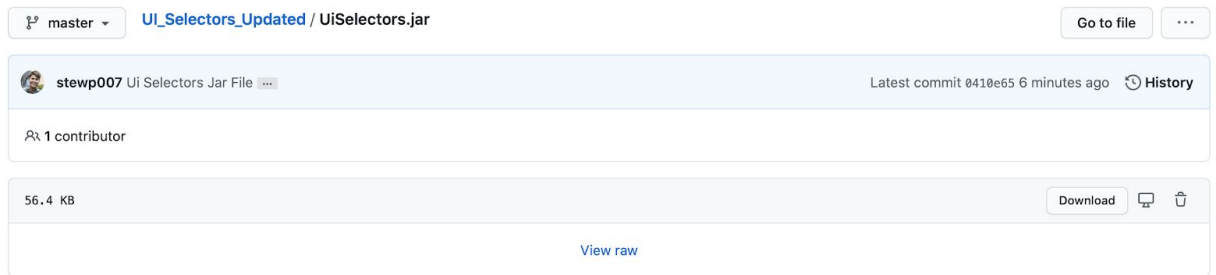 master UI_Selectors_Updated / UiSelectors.jar Go to file ...
stewp007 Ui Selectors Jar File ... Latest commit 0410e65 6 minutes ago History
1 contributor
56.4 KB Download
View raw